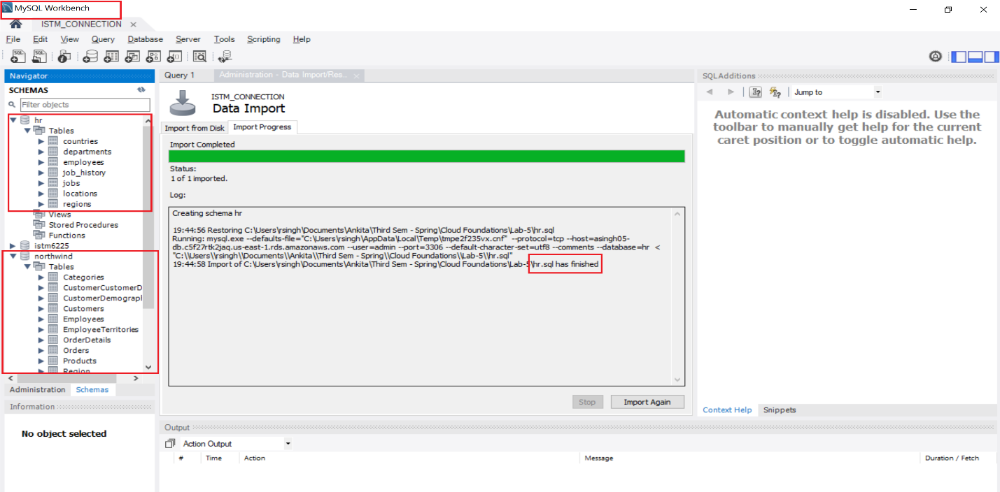 MySQL Workbench
ISTM_CONNECTION
File Edit View Query Database Server Tools Scripting Help
Navigator
SCHEMAS
Filter objects
hr
Tables
countries
departments
employees
job_history
jobs
locations
regions
Views
Stored Procedures
Functions
istm6225
northwind
Tables
Categories
CustomerCustomerD
CustomerDemograpl
Customers
Employees
EmployeeTerritories
OrderDetails
Orders
Products
Region
Administration Schemas
Information
No object selected
Query 1 Administration - Data Import/Res...
ISTM_CONNECTION
Data Import
Import from Disk Import Progress
Import Completed
Status:
1 of 1 imported.
Log:
Creating schema hr
19:44:56 Restoring C:\Users\rsingh\Documents\Ankita\Third Sem - Spring\Cloud Foundations\Lab-5\hr.sql
Running: mysql.exe --defaults-file="C:\Users\rsingh\AppData\Local\Temp\tmpe2f235vx.cnf" --protocol=tcp --host=asingh05-
db.c5f27rtk2jaq.us-east-1.rds.amazonaws.com --user=admin --port=3306 --default-character-set=utf8 --comments --database=hr <
"C:\\Users\\rsingh\\Documents\\Ankita\\Third Sem - Spring\\Cloud Foundations\\Lab-5\\hr.sql"
19:44:58 Import of C:\Users\rsingh\Documents\Ankita\Third Sem - Spring\Cloud Foundations\Lab-5\hr.sql has finished
Stop Import Again
Output
Action Output
# Time Action Message Duration / Fetch
SQLAdditions
Jump to
Automatic context help is disabled. Use the
toolbar to manually get help for the current
caret position or to toggle automatic help.
Context Help Snippets